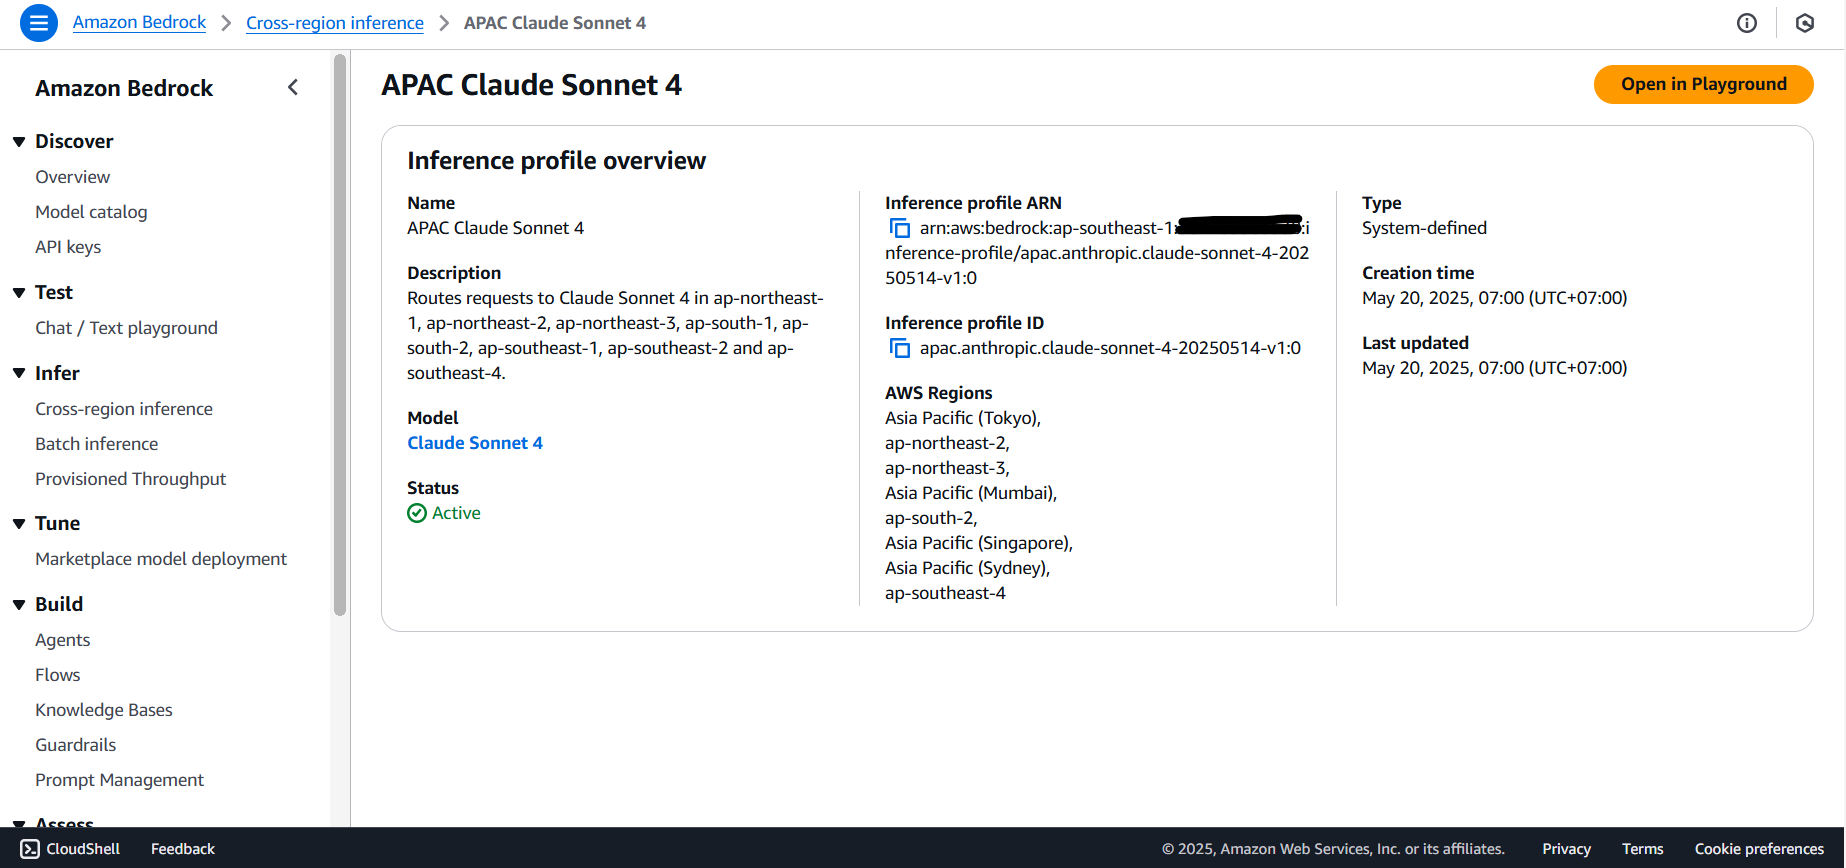 Amazon Bedrock
Cross-region inference
APAC Claude Sonnet 4
Amazon Bedrock
Discover
Overview
Model catalog
API keys
Test
Chat / Text playground
Infer
Cross-region inference
Batch inference
Provisioned Throughput
Tune
Marketplace model deployment
Build
Agents
Flows
Knowledge Bases
Guardrails
Prompt Management
Assess
APAC Claude Sonnet 4
Open in Playground
Inference profile overview
Name
APAC Claude Sonnet 4
Description
Routes requests to Claude Sonnet 4 in ap-northeast-
1, ap-northeast-2, ap-northeast-3, ap-south-1, ap-
south-2, ap-southeast-1, ap-southeast-2 and ap-
southeast-4.
Model
Claude Sonnet 4
Status
Active
Inference profile ARN
arn:aws:bedrock:ap-southeast-1: :i
nference-profile/apac.anthropic.claude-sonnet-4-202
50514-v1:0
Inference profile ID
apac.anthropic.claude-sonnet-4-20250514-v1:0
AWS Regions
Asia Pacific (Tokyo),
ap-northeast-2,
ap-northeast-3,
Asia Pacific (Mumbai),
ap-south-2,
Asia Pacific (Singapore),
Asia Pacific (Sydney),
ap-southeast-4
Type
System-defined
Creation time
May 20, 2025, 07:00 (UTC+07:00)
Last updated
May 20, 2025, 07:00 (UTC+07:00)
CloudShell
Feedback
© 2025, Amazon Web Services, Inc. or its affiliates.
Privacy
Terms
Cookie preferences